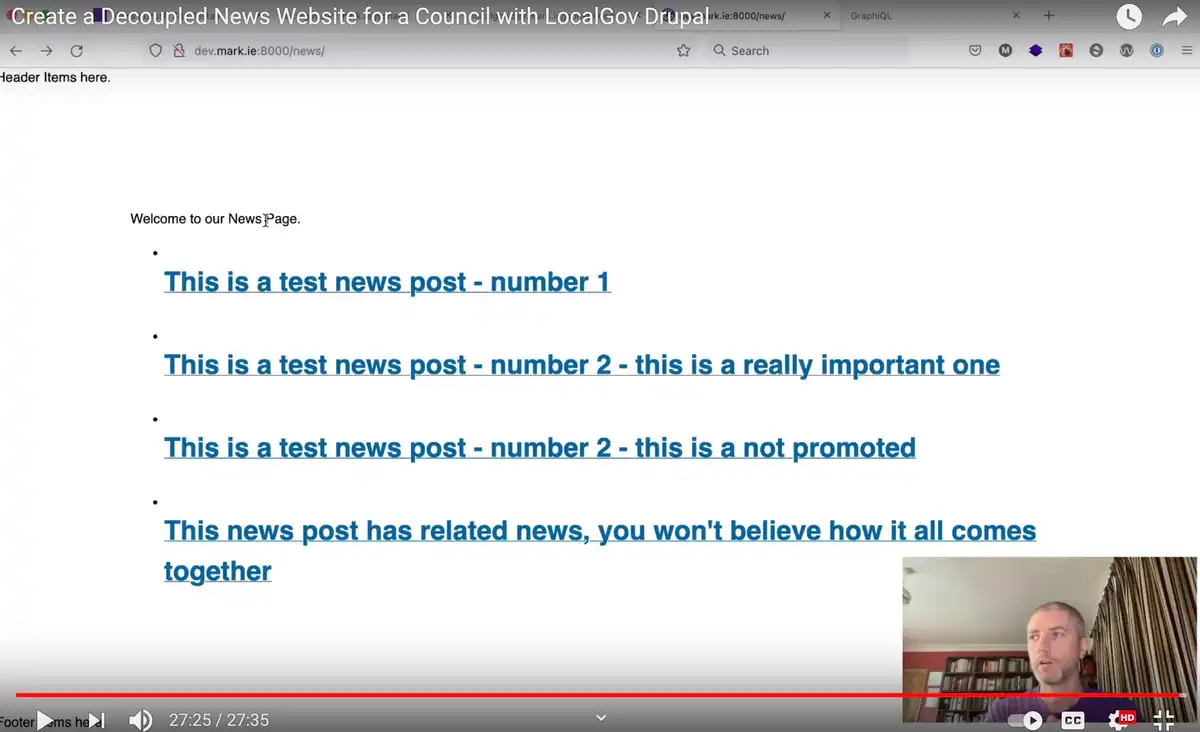 Create a Decoupled News Website for a Council with LocalGov Drupal
mark.ie:8000/news/
GraphiQL
dev.mark.ie:8000/news/
Search
Header Items here.
Welcome to our News Page.
This is a test news post - number 1
This is a test news post - number 2 - this is a really important one
This is a test news post - number 2 - this is a not promoted
This news post has related news, you won't believe how it all comes
together
Footer Items here.
27:25 / 27:35
CC
HD